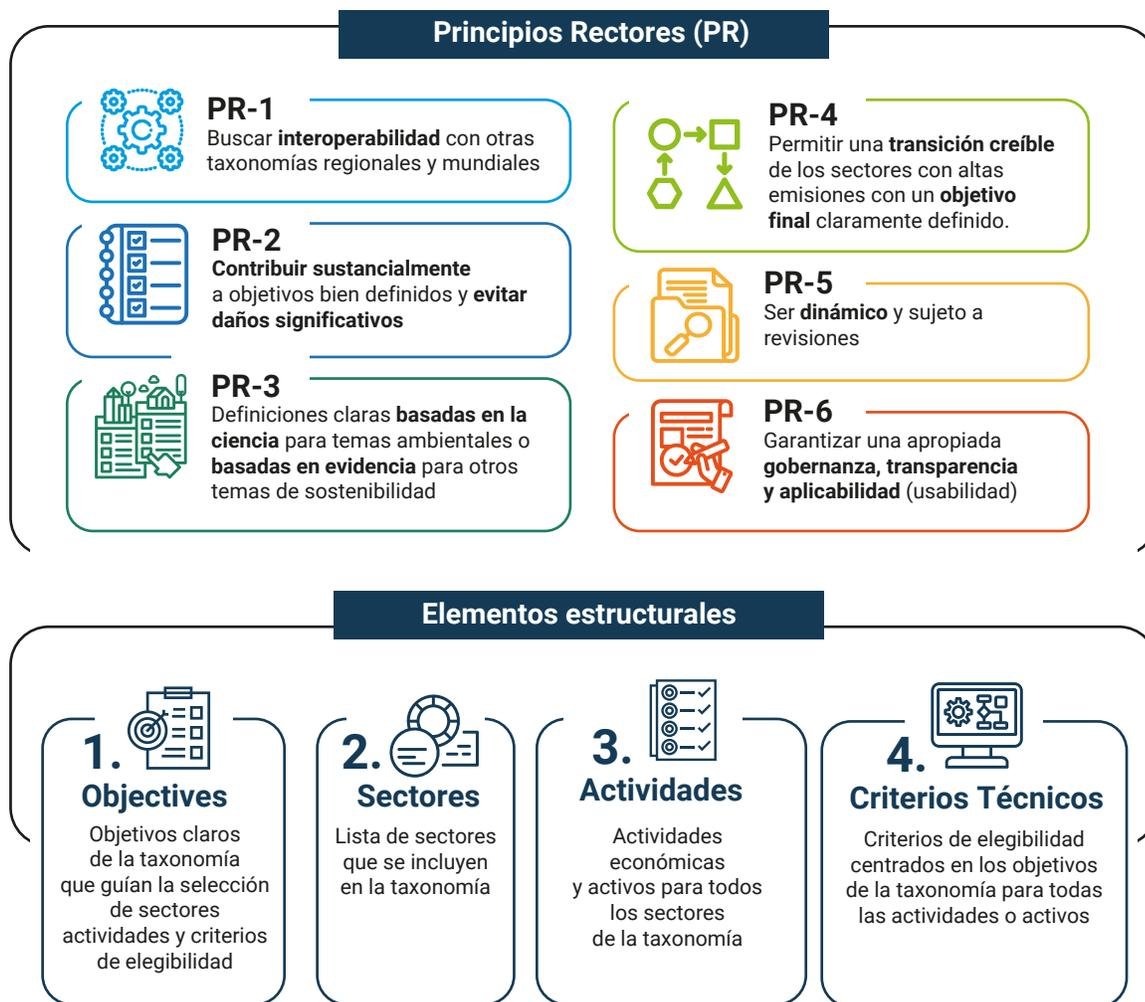 Principios Rectores (PR)
PR-1
Buscar interoperabilidad con otras
taxonomías regionales y mundiales
PR-2
Contribuir sustancialmente
a objetivos bien definidos y evitar
daños significativos
PR-3
Definiciones claras basadas en la
ciencia para temas ambientales o
basadas en evidencia para otros
temas de sostenibilidad
PR-4
Permitir una transición creíble
de los sectores con altas
emisiones con un objetivo
final claramente definido.
PR-5
Ser dinámico y sujeto a
revisiones
PR-6
Garantizar una apropiada
gobernanza, transparencia
y aplicabilidad (usabilidad)
Elementos estructurales
1.
Objectives
Objetivos claros
de la taxonomía
que guían la selección
de sectores
actividades y criterios
de elegibilidad
2.
Sectores
Lista de sectores
que se incluyen
en la taxonomía
3.
Actividades
Actividades
económicas
y activos para todos
los sectores
de la taxonomía
4.
Criterios Técnicos
Criterios de elegibilidad
centrados en los objetivos
de la taxonomía para todas
las actividades o activos